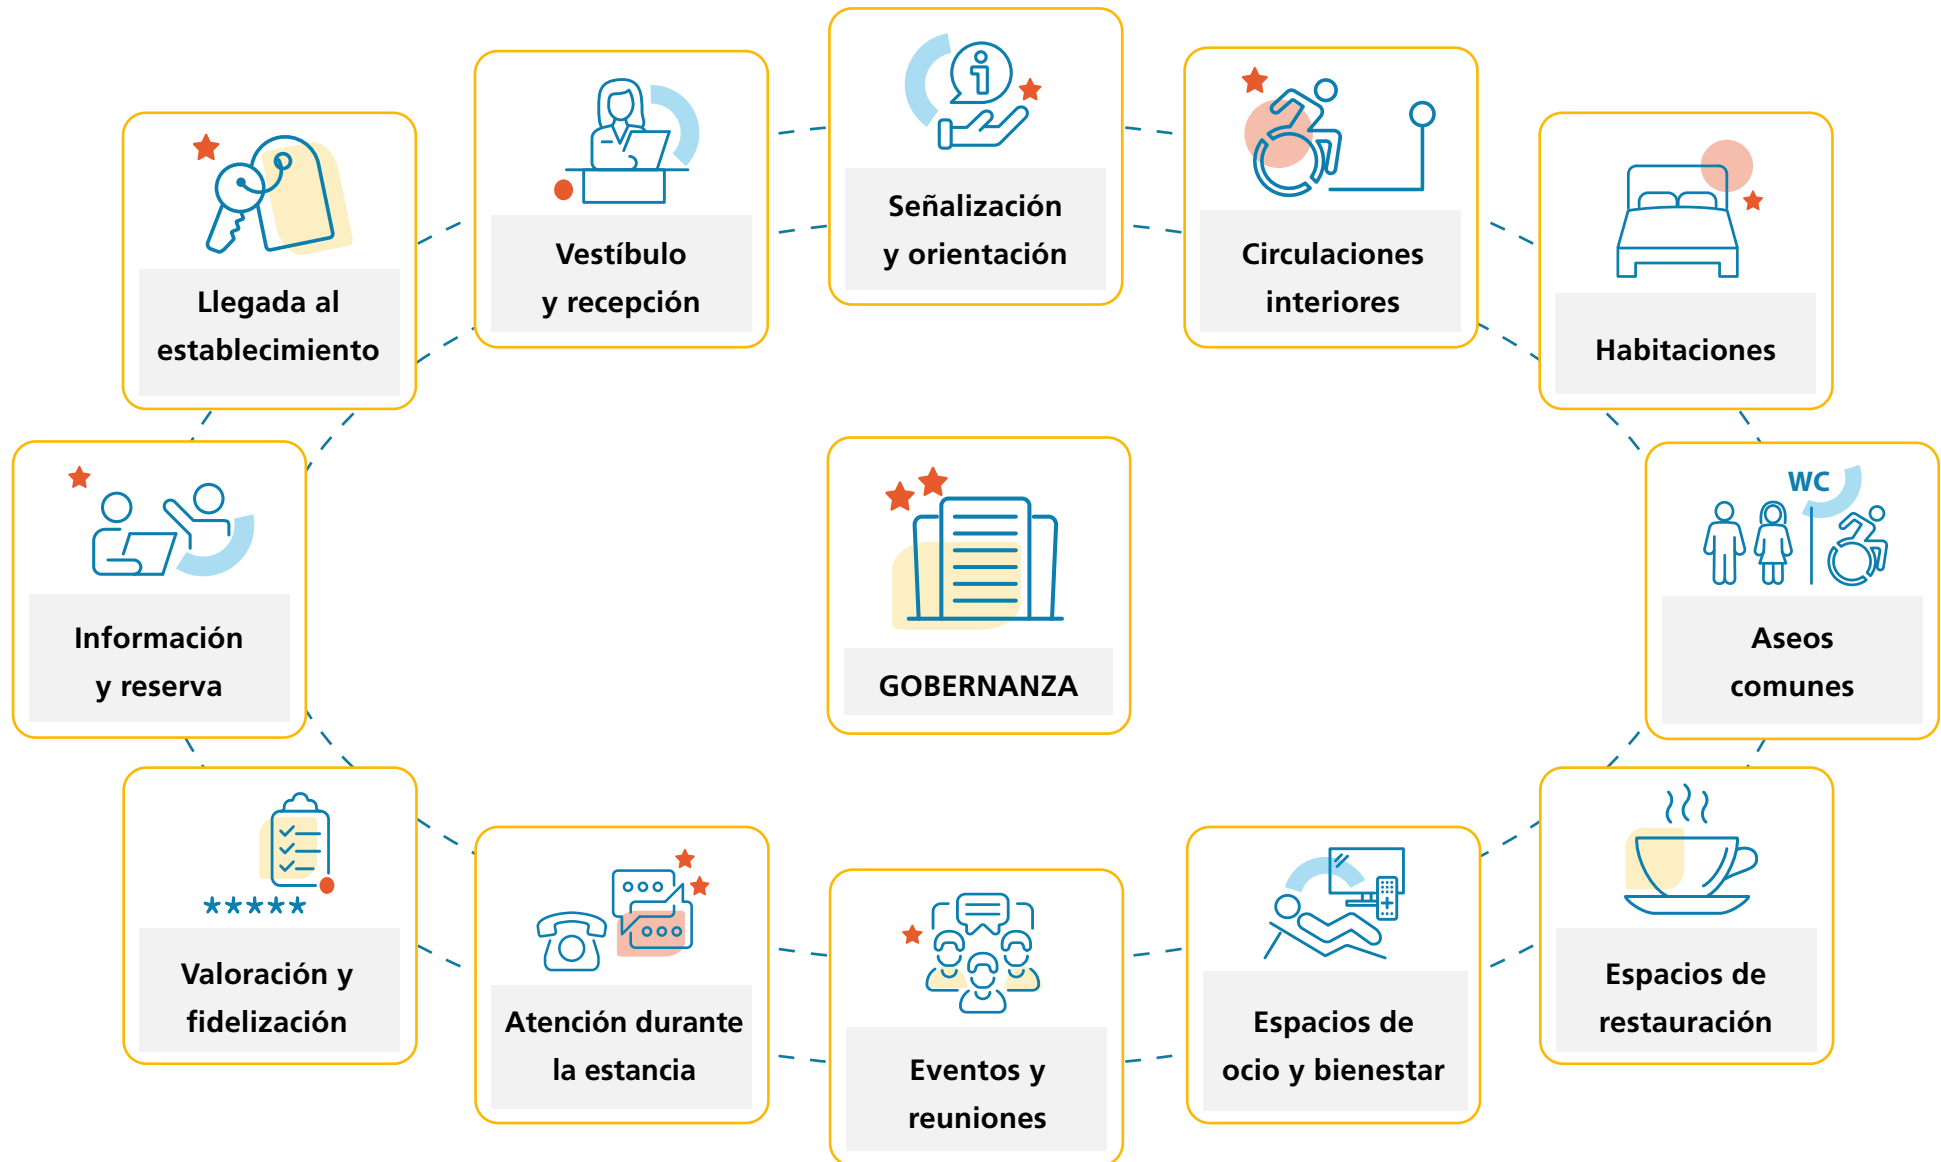 Señalización
y orientación
Vestíbulo
y recepción
Circulaciones
interiores
Llegada al
establecimiento
Habitaciones
Información
y reserva
GOBERNANZA
WC
Aseos
comunes
Valoración y
fidelización
Atención durante
la estancia
Eventos y
reuniones
Espacios de
ocio y bienestar
Espacios de
restauración